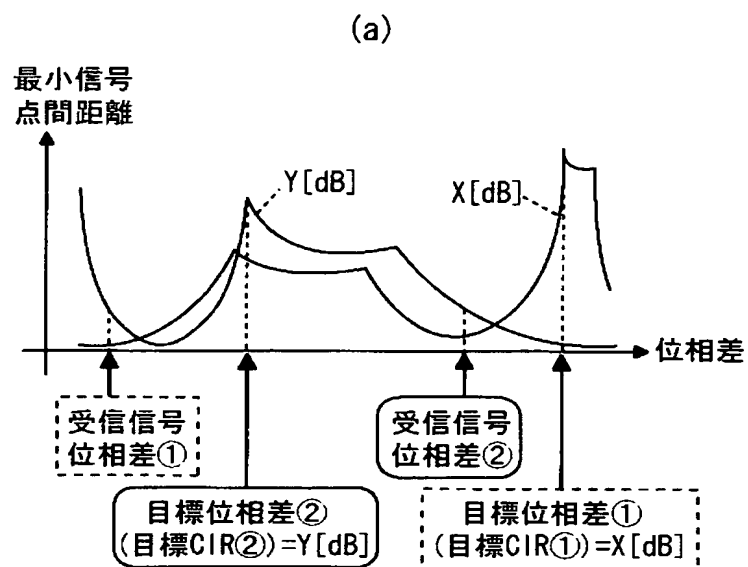 (a)
最小信号
点間距離
Y[dB]
X[dB]
位相差
受信信号
位相差①
受信信号
位相差②
目標位相差②
(目標CIR②)=Y[dB]
目標位相差①
(目標CIR①)=X[dB]